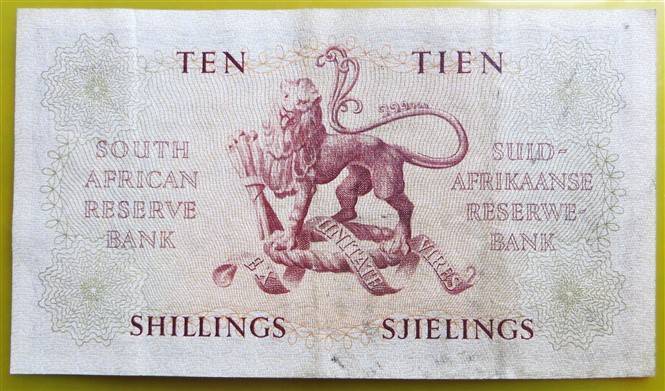 TEN TIEN
SOUTH
AFRICAN
RESERVE
BANK
SUID-
AFRIKAANSE
RESERWE-
BANK
EX UNITATE VIRES
SHILLINGS SJIELINGS